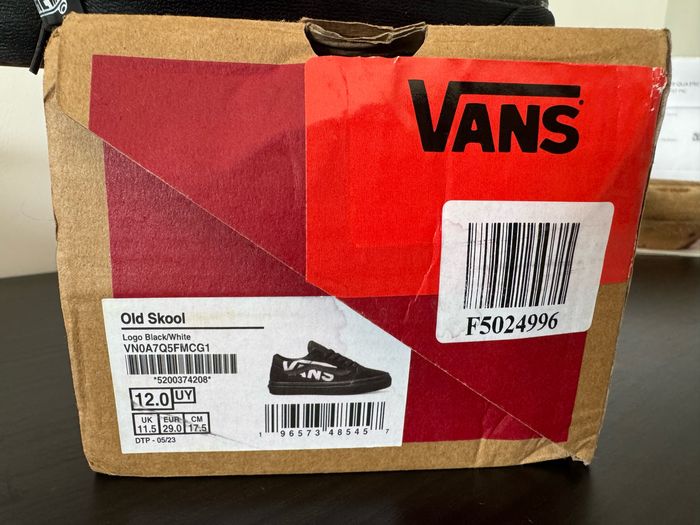 VANS
F5024996
Old Skool
Logo Black/White
VN0A7Q5FMCG1
*5200374208*
12.0 UY
UK EUR CM
11.5 29.0 17.5
DTP - 05/23
VANS
1 96573 48545 7